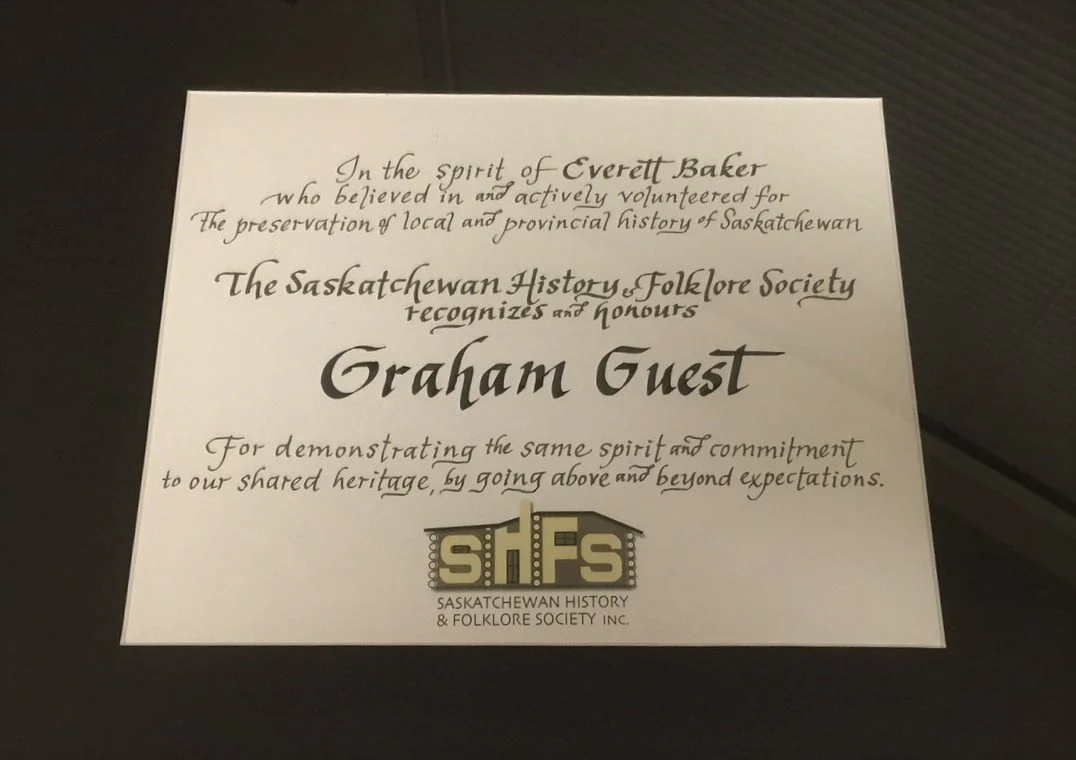 In the spirit of Everett Baker
who believed in and actively volunteered for
The preservation of local and provincial history of Saskatchewan
The Saskatchewan History & Folklore Society
recognizes and honours
Graham Guest
For demonstrating the same spirit and commitment
to our shared heritage, by going above and beyond expectations.
SHFS
SASKATCHEWAN HISTORY
& FOLKLORE SOCIETY INC.